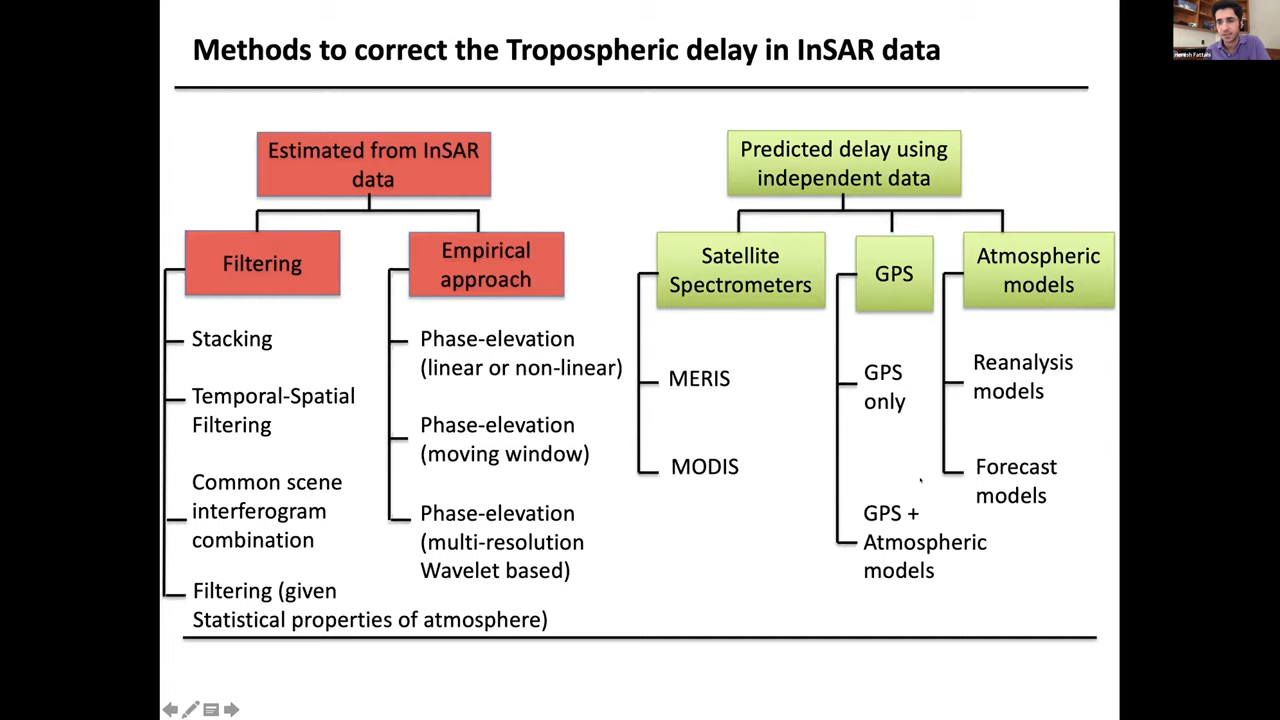 Methods to correct the Tropospheric delay in InSAR data
Estimated from InSAR
data
Filtering
Stacking
Temporal-Spatial
Filtering
Common scene
interferogram
combination
Filtering (given
Statistical properties of atmosphere)
Empirical
approach
Phase-elevation
(linear or non-linear)
Phase-elevation
(moving window)
Phase-elevation
(multi-resolution
Wavelet based)
Predicted delay using
independent data
Satellite
Spectrometers
MERIS
MODIS
GPS
GPS
only
GPS +
Atmospheric
models
Atmospheric
models
Reanalysis
models
Forecast
models
Heresh Fattahi